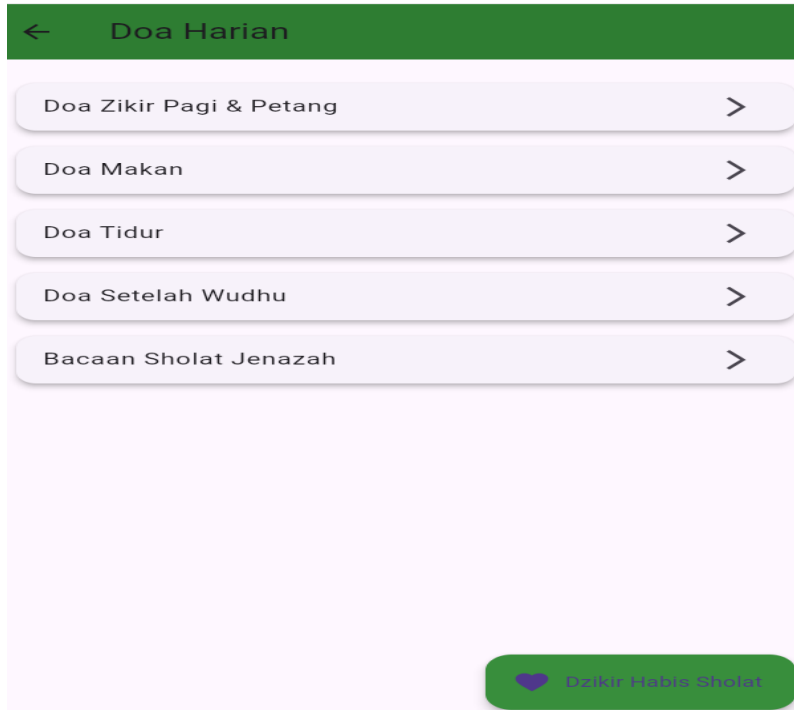 Doa Harian
Doa Zikir Pagi & Petang
Doa Makan
Doa Tidur
Doa Setelah Wudhu
Bacaan Sholat Jenazah
Dzikir Habis Sholat